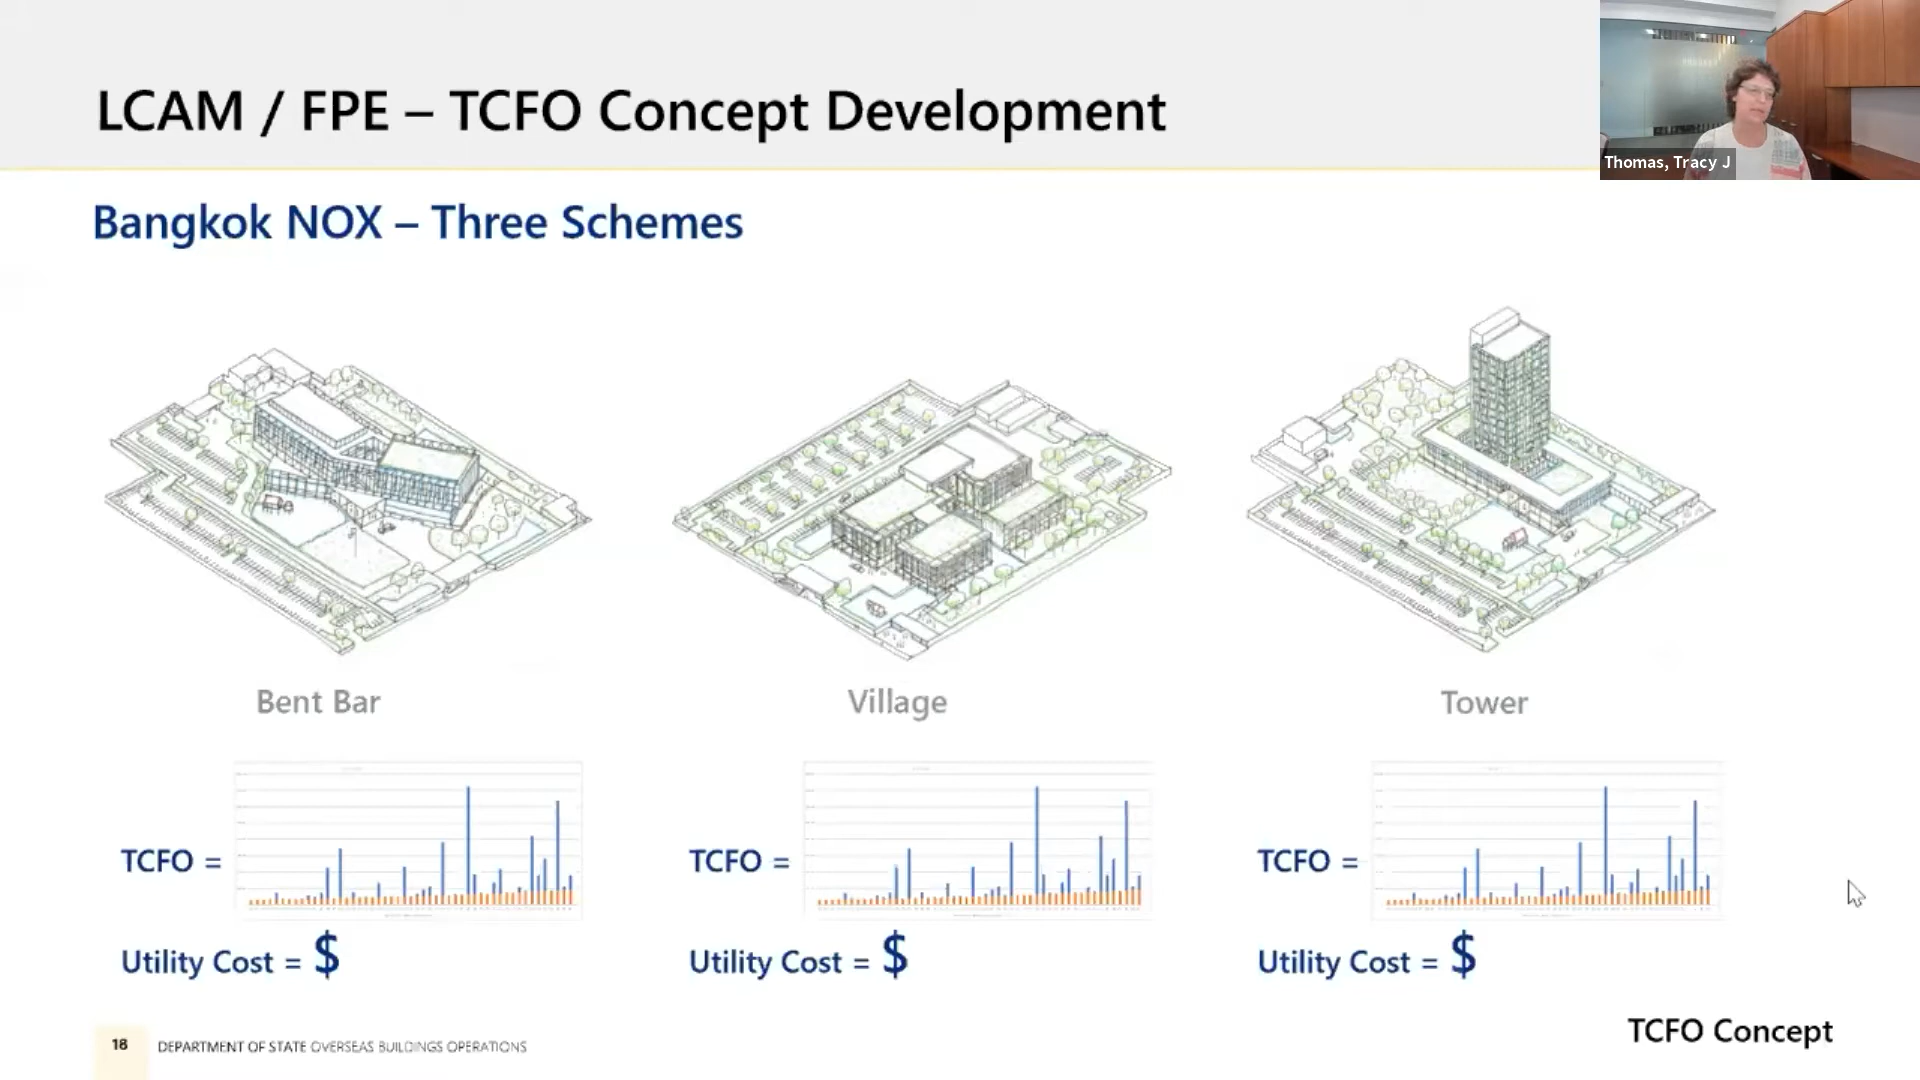 LCAM / FPE – TCFO Concept Development
Thomas, Tracy J
Bangkok NOX – Three Schemes
Bent Bar
Village
Tower
TCFO =
TCFO =
TCFO =
Utility Cost = $
Utility Cost = $
Utility Cost = $
TCFO Concept
18
DEPARTMENT OF STATE OVERSEAS BUILDINGS OPERATIONS